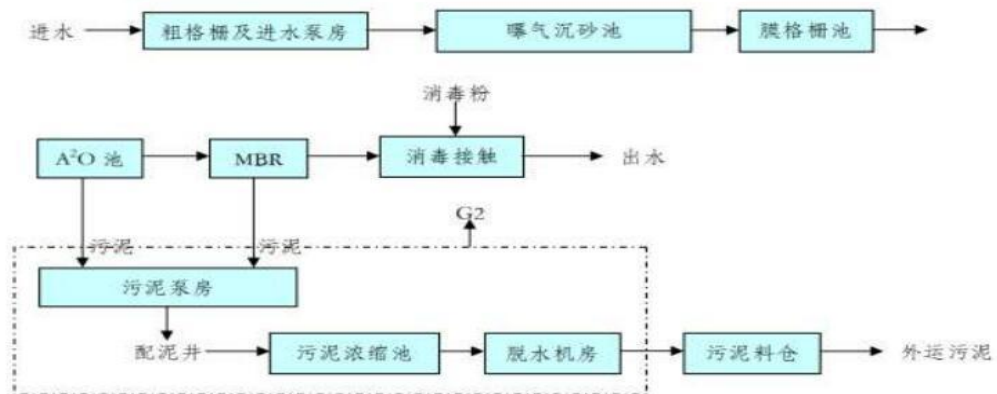 进水 粗格栅及进水泵房 曝气沉砂池 膜格栅池
消毒粉
A²O 池 MBR 消毒接触 出水
G2
污泥 污泥
污泥泵房
配泥井 污泥浓缩池 脱水机房 污泥料仓 外运污泥